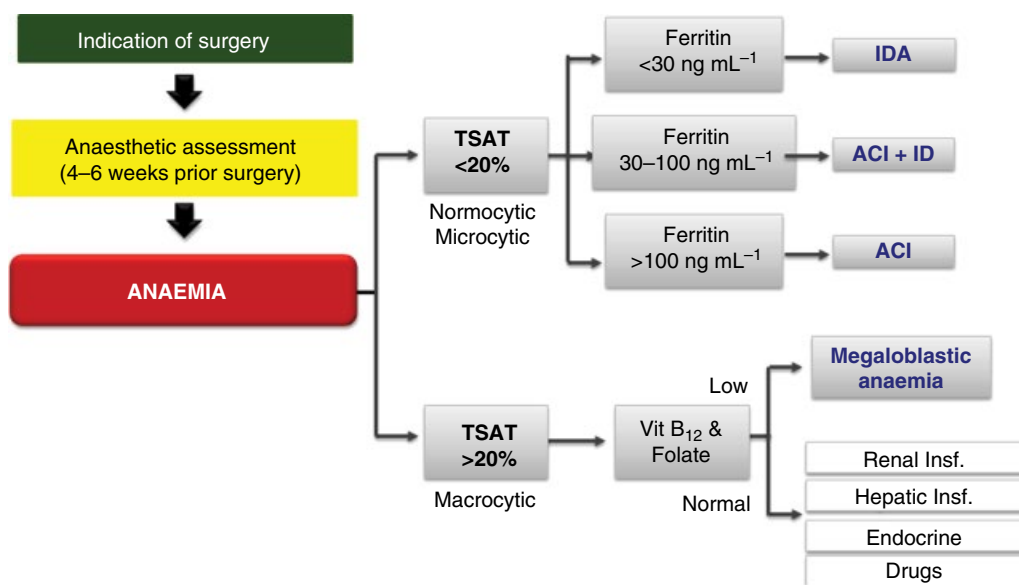 Indication of surgery
Anaesthetic assessment
(4–6 weeks prior surgery)
ANAEMIA
TSAT
<20%
Normocytic
Microcytic
Ferritin
<30 ng mL⁻¹
IDA
Ferritin
30–100 ng mL⁻¹
ACI + ID
Ferritin
>100 ng mL⁻¹
ACI
TSAT
>20%
Macrocytic
Vit B₁₂ &
Folate
Low
Megaloblastic
anaemia
Normal
Renal Insf.
Hepatic Insf.
Endocrine
Drugs